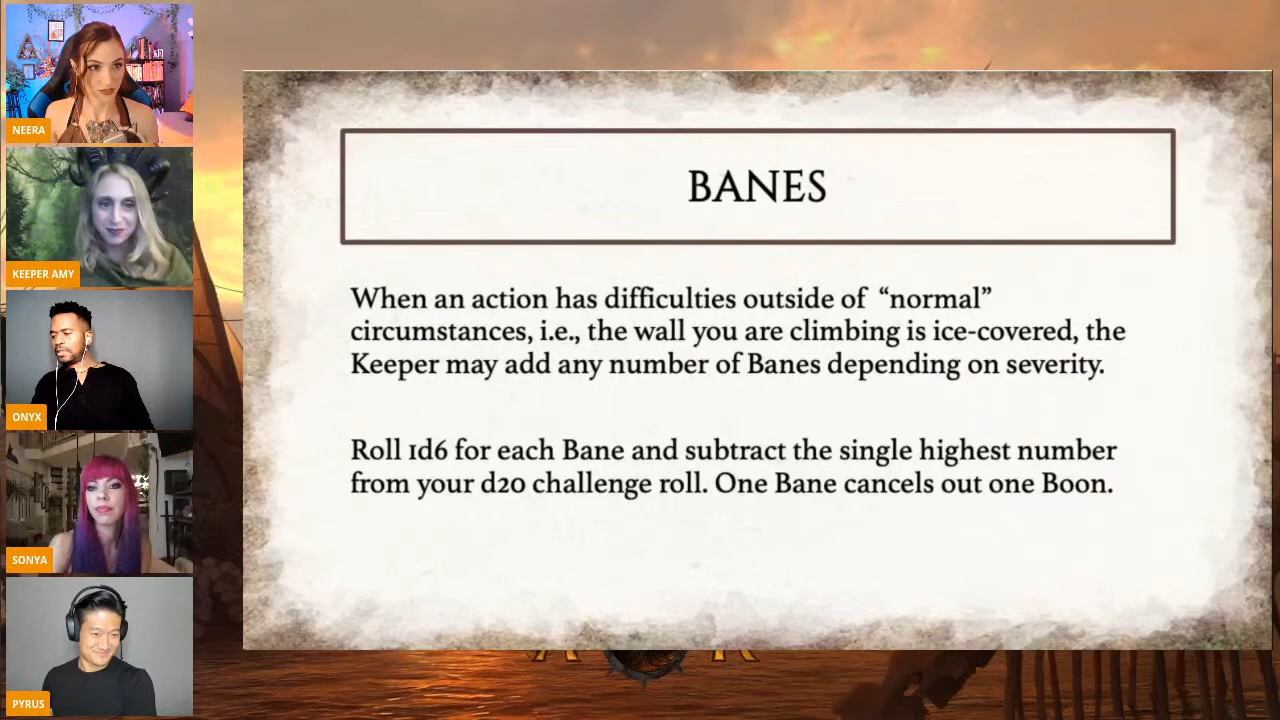 NEERA
KEEPER AMY
ONYX
SONYA
PYRUS
BANES
When an action has difficulties outside of “normal”
circumstances, i.e., the wall you are climbing is ice-covered, the
Keeper may add any number of Banes depending on severity.
Roll 1d6 for each Bane and subtract the single highest number
from your d20 challenge roll. One Bane cancels out one Boon.